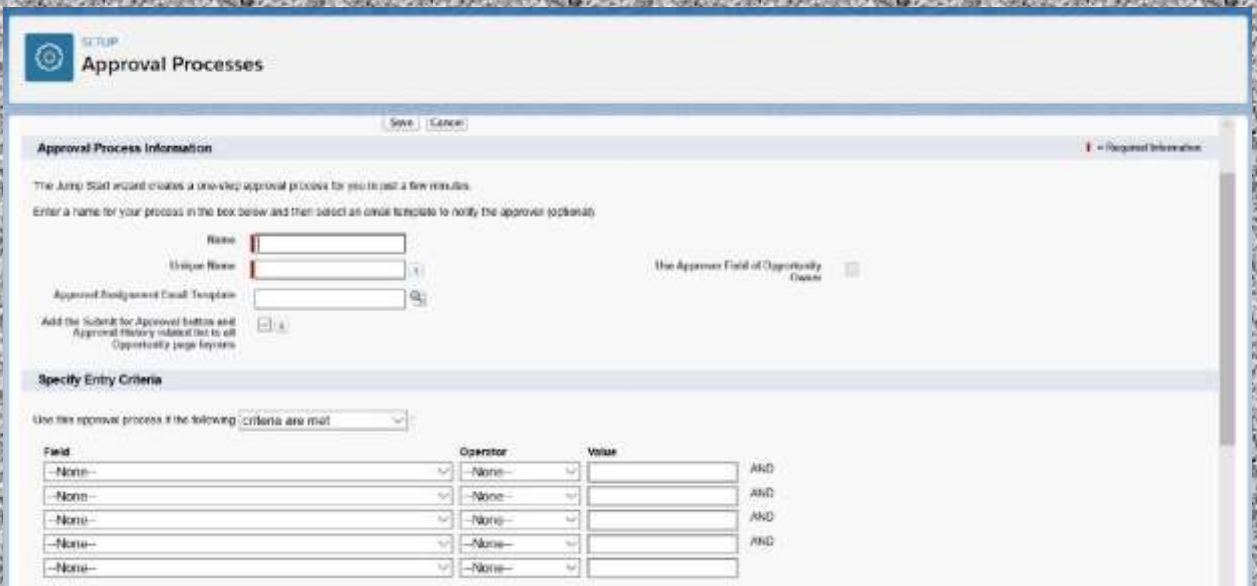 SETUP
Approval Processes
Save Cancel
Approval Process Information
= Required Information
The Jump Start wizard creates a one-step approval process for you in just a few minutes.
Enter a name for your process in the box below and then select an email template to notify the approver (optional)
Name
Unique Name
i
Use Approver Field of Opportunity
Owner
Approval Assignment Email Template
Add the Submit for Approval button and
Approval History related list to all
Opportunity page layouts
i
Specify Entry Criteria
Use this approval process if the following criteria are met :
Field Operator Value
--None-- --None-- AND
--None-- --None-- AND
--None-- --None-- AND
--None-- --None-- AND
--None-- --None--